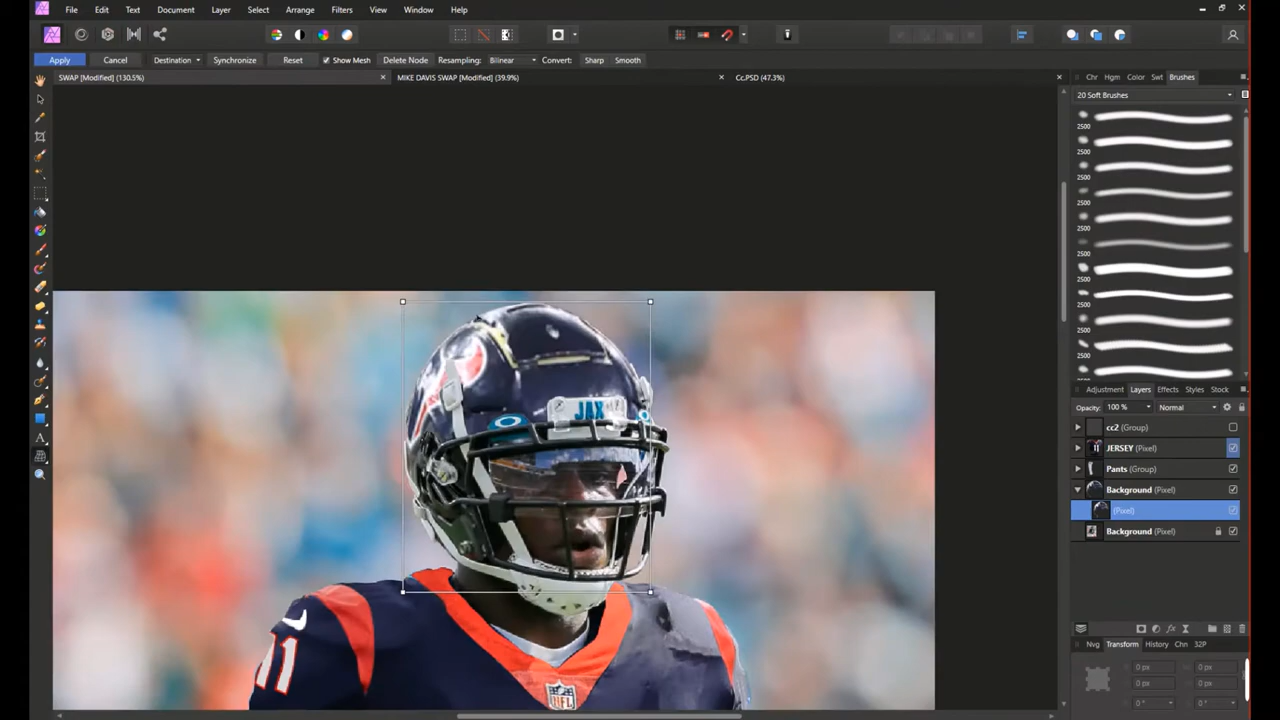 File Edit Text Document Layer Select Arrange Filters View Window Help
Apply Cancel Destination Synchronize Reset Show Mesh Delete Node Resampling: Bilinear Convert: Sharp Smooth
SWAP [Modified] (130.5%) MIKE DAVIS SWAP [Modified] (39.9%) Cc.PSD (47.3%)
Chr Hgm Color Swt Brushes
20 Soft Brushes
2500
2500
2500
2500
2500
2500
2500
2500
2500
2500
Adjustment Layers Effects Styles Stock
Opacity: 100 % Normal
cc2 (Group)
JERSEY (Pixel)
Pants (Group)
Background (Pixel)
(Pixel)
Background (Pixel)
Nvg Transform History Chn 32P
0 px 0 px
0 px 0 px
0 ° 0 °
JAX
11
NFL